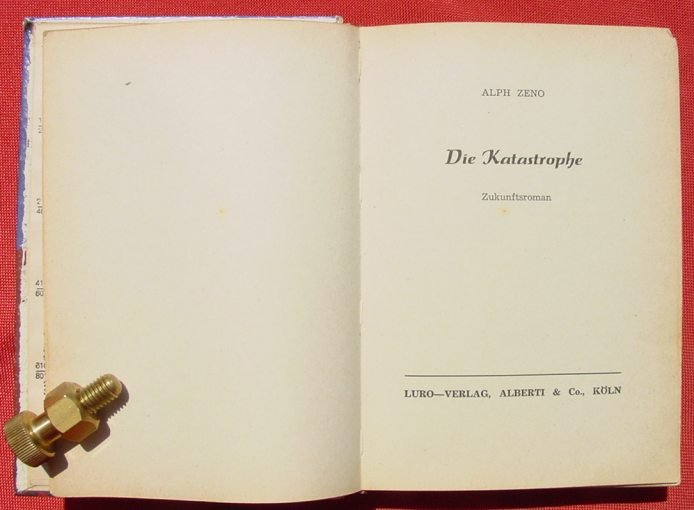 ALPH ZENO
Die Katastrophe
Zukunftsroman
LURO—VERLAG, ALBERTI & Co., KÖLN